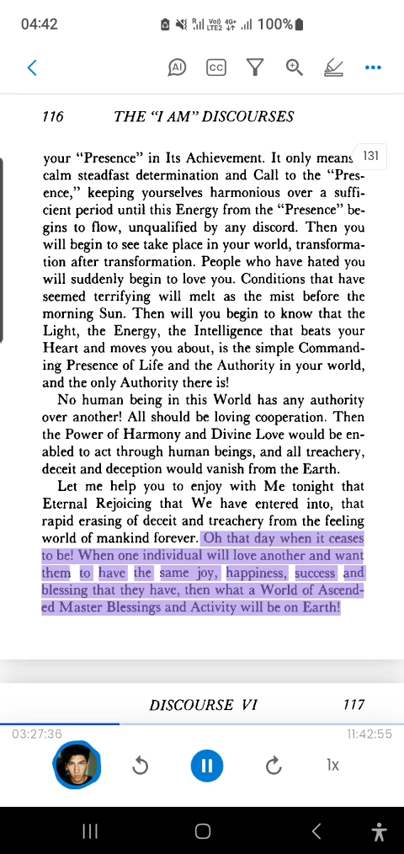 04:42
R Vo) 4G+
LTE2
100%
AI
CC
116 THE “I AM” DISCOURSES
131
your “Presence” in Its Achievement. It only means
calm steadfast determination and Call to the “Pres-
ence,” keeping yourselves harmonious over a suffi-
cient period until this Energy from the “Presence” be-
gins to flow, unqualified by any discord. Then you
will begin to see take place in your world, transforma-
tion after transformation. People who have hated you
will suddenly begin to love you. Conditions that have
seemed terrifying will melt as the mist before the
morning Sun. Then will you begin to know that the
Light, the Energy, the Intelligence that beats your
Heart and moves you about, is the simple Command-
ing Presence of Life and the Authority in your world,
and the only Authority there is!
No human being in this World has any authority
over another! All should be loving cooperation. Then
the Power of Harmony and Divine Love would be en-
abled to act through human beings, and all treachery,
deceit and deception would vanish from the Earth.
Let me help you to enjoy with Me tonight that
Eternal Rejoicing that We have entered into, that
rapid erasing of deceit and treachery from the feeling
world of mankind forever. Oh that day when it ceases
to be! When one individual will love another and want
them to have the same joy, happiness, success and
blessing that they have, then what a World of Ascend-
ed Master Blessings and Activity will be on Earth!
DISCOURSE VI 117
03:27:36 11:42:55
1x